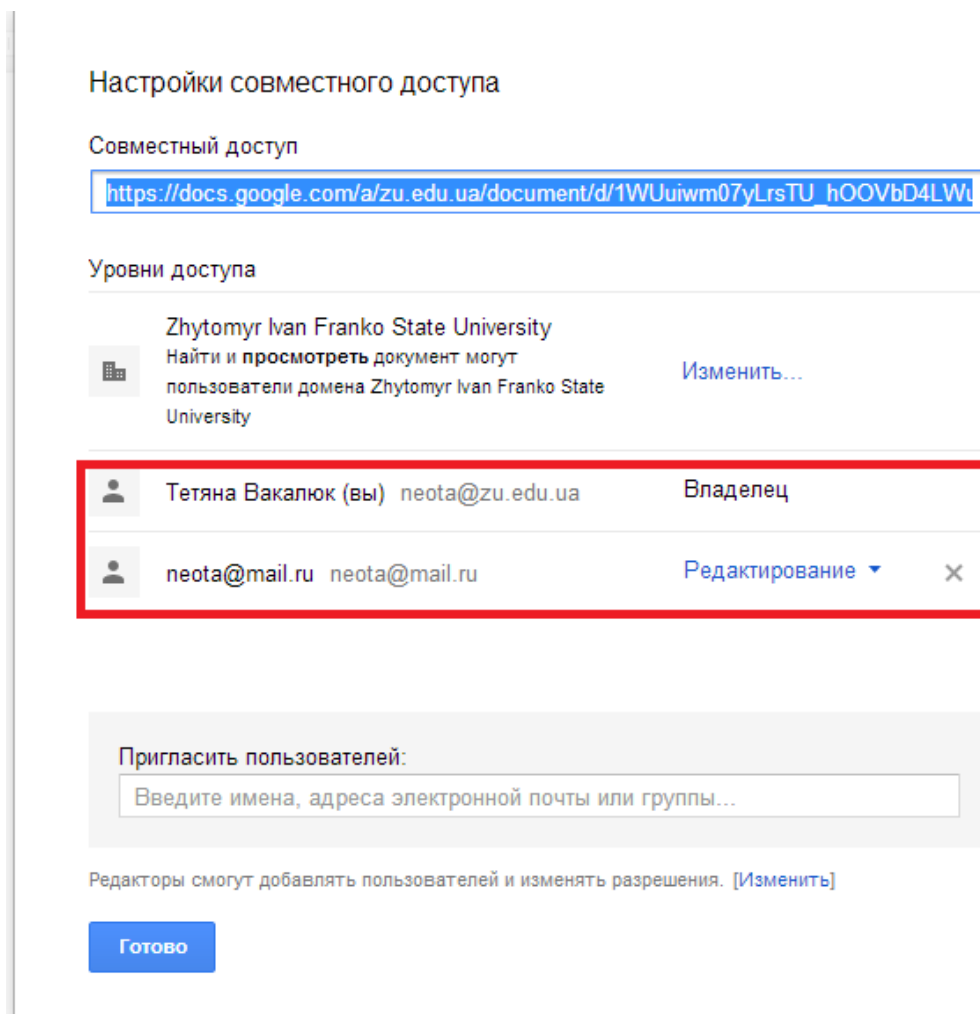 Настройки совместного доступа
Совместный доступ
https://docs.google.com/a/zu.edu.ua/document/d/1WUuiwm07yLrsTU_hOOVbD4LWu
Уровни доступа
Zhytomyr Ivan Franko State University
Найти и просмотреть документ могут
пользователи домена Zhytomyr Ivan Franko State
University
Изменить...
Тетяна Вакалюк (вы) neota@zu.edu.ua Владелец
neota@mail.ru neota@mail.ru Редактирование
Пригласить пользователей:
Введите имена, адреса электронной почты или группы...
Редакторы смогут добавлять пользователей и изменять разрешения. [Изменить]
Готово